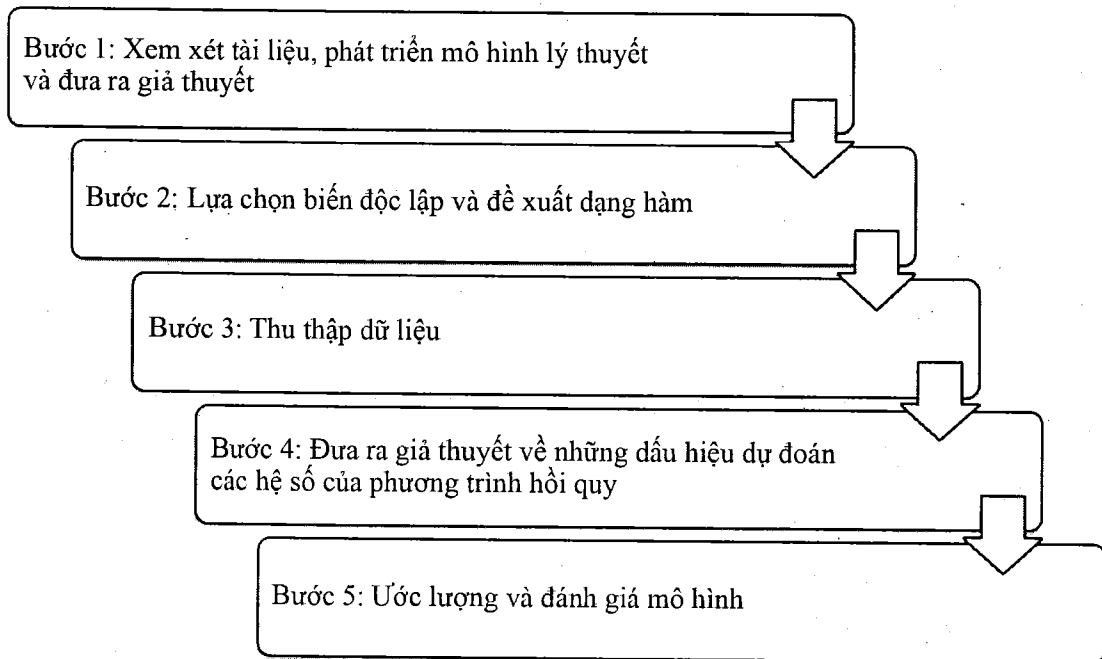 Bước 1: Xem xét tài liệu, phát triển mô hình lý thuyết
và đưa ra giả thuyết
Bước 2: Lựa chọn biến độc lập và đề xuất dạng hàm
Bước 3: Thu thập dữ liệu
Bước 4: Đưa ra giả thuyết về những dấu hiệu dự đoán
các hệ số của phương trình hồi quy
Bước 5: Ước lượng và đánh giá mô hình